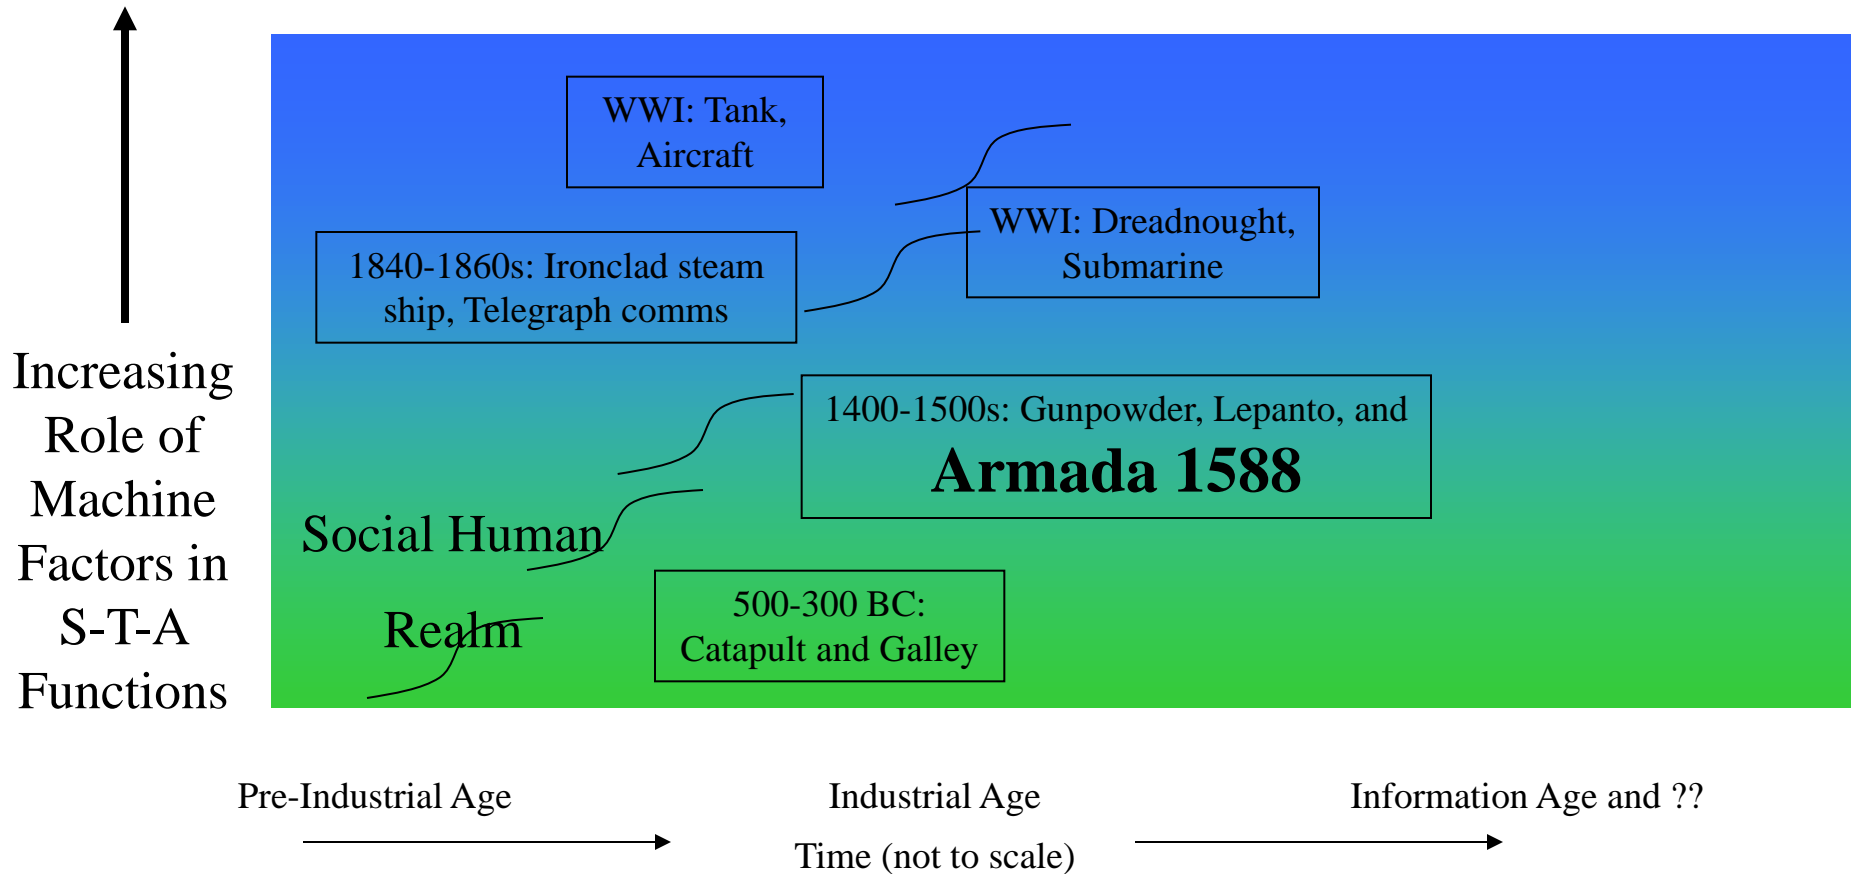 WWI: Tank,
Aircraft
WWI: Dreadnought,
Submarine
1840-1860s: Ironclad steam
ship, Telegraph comms
Increasing
Role of
Machine
Factors in
S-T-A
Functions
1400-1500s: Gunpowder, Lepanto, and
Armada 1588
Social Human
Realm
500-300 BC:
Catapult and Galley
Pre-Industrial Age
Industrial Age
Information Age and ??
Time (not to scale)